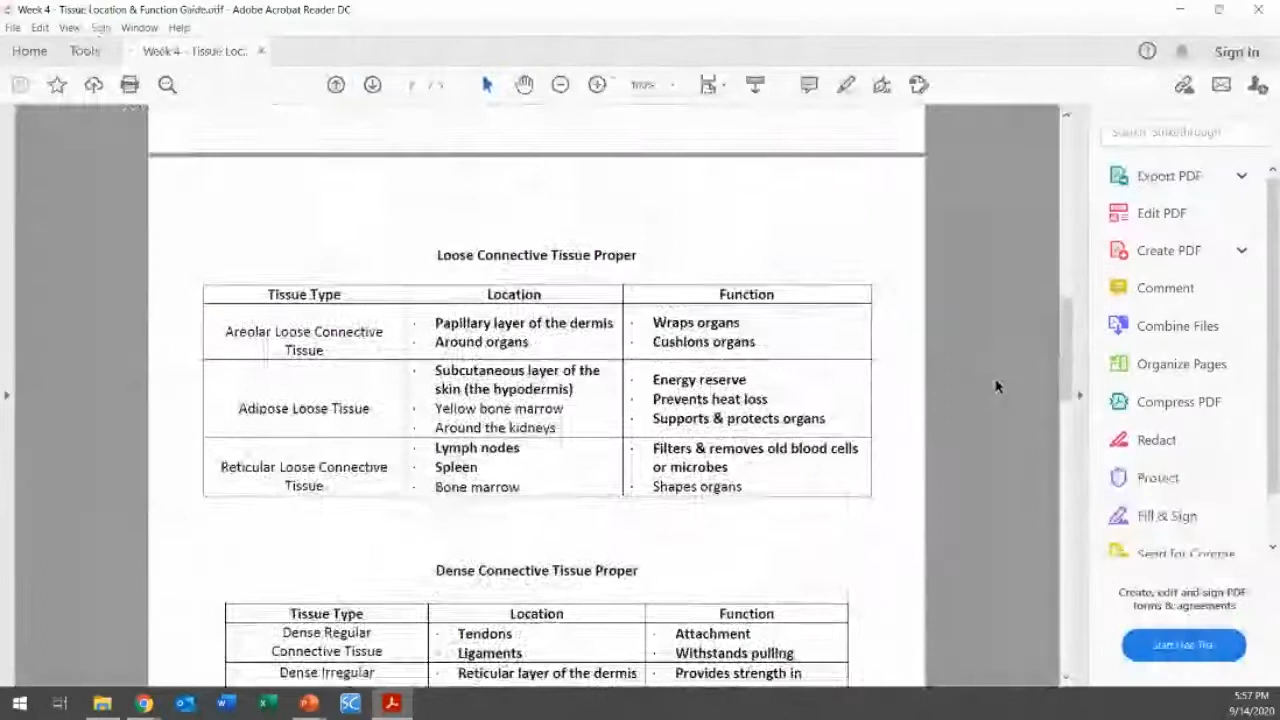 Week 4 - Tissue Location & Function Guide.pdf - Adobe Acrobat Reader DC
File Edit View Sign Window Help
Home Tools Week 4 - Tissue Loc... Sign In
Loose Connective Tissue Proper
Tissue Type Location Function
Areolar Loose Connective Tissue
· Papillary layer of the dermis
· Around organs
· Wraps organs
· Cushions organs
Adipose Loose Tissue
· Subcutaneous layer of the
skin (the hypodermis)
· Yellow bone marrow
· Around the kidneys
· Energy reserve
· Prevents heat loss
· Supports & protects organs
Reticular Loose Connective
Tissue
· Lymph nodes
· Spleen
· Bone marrow
· Filters & removes old blood cells
or microbes
· Shapes organs
Dense Connective Tissue Proper
Tissue Type Location Function
Dense Regular
Connective Tissue
· Tendons
· Ligaments
· Attachment
· Withstands pulling
Dense Irregular
· Reticular layer of the dermis
· Provides strength in
Export PDF
Edit PDF
Create PDF
Comment
Combine Files
Organize Pages
Compress PDF
Redact
Protect
Fill & Sign
Create, edit and sign PDF
forms & agreements
5:57 PM
9/14/2020